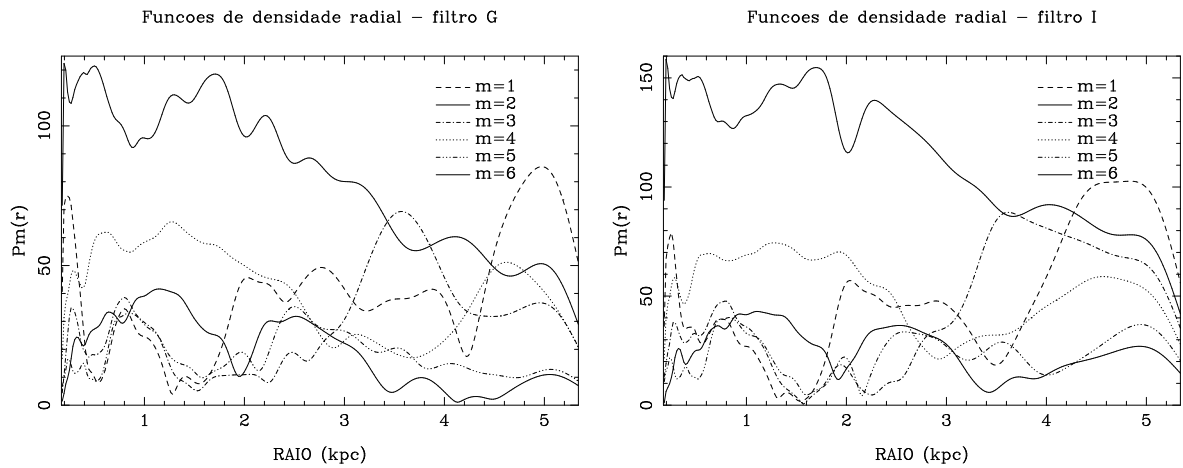 Funcoes de densidade radial − filtro G
Pm(r)
100
50
0
m=1
m=2
m=3
m=4
m=5
m=6
1 2 3 4 5
RAIO (kpc)
Funcoes de densidade radial − filtro I
Pm(r)
150
100
50
0
m=1
m=2
m=3
m=4
m=5
m=6
1 2 3 4 5
RAIO (kpc)